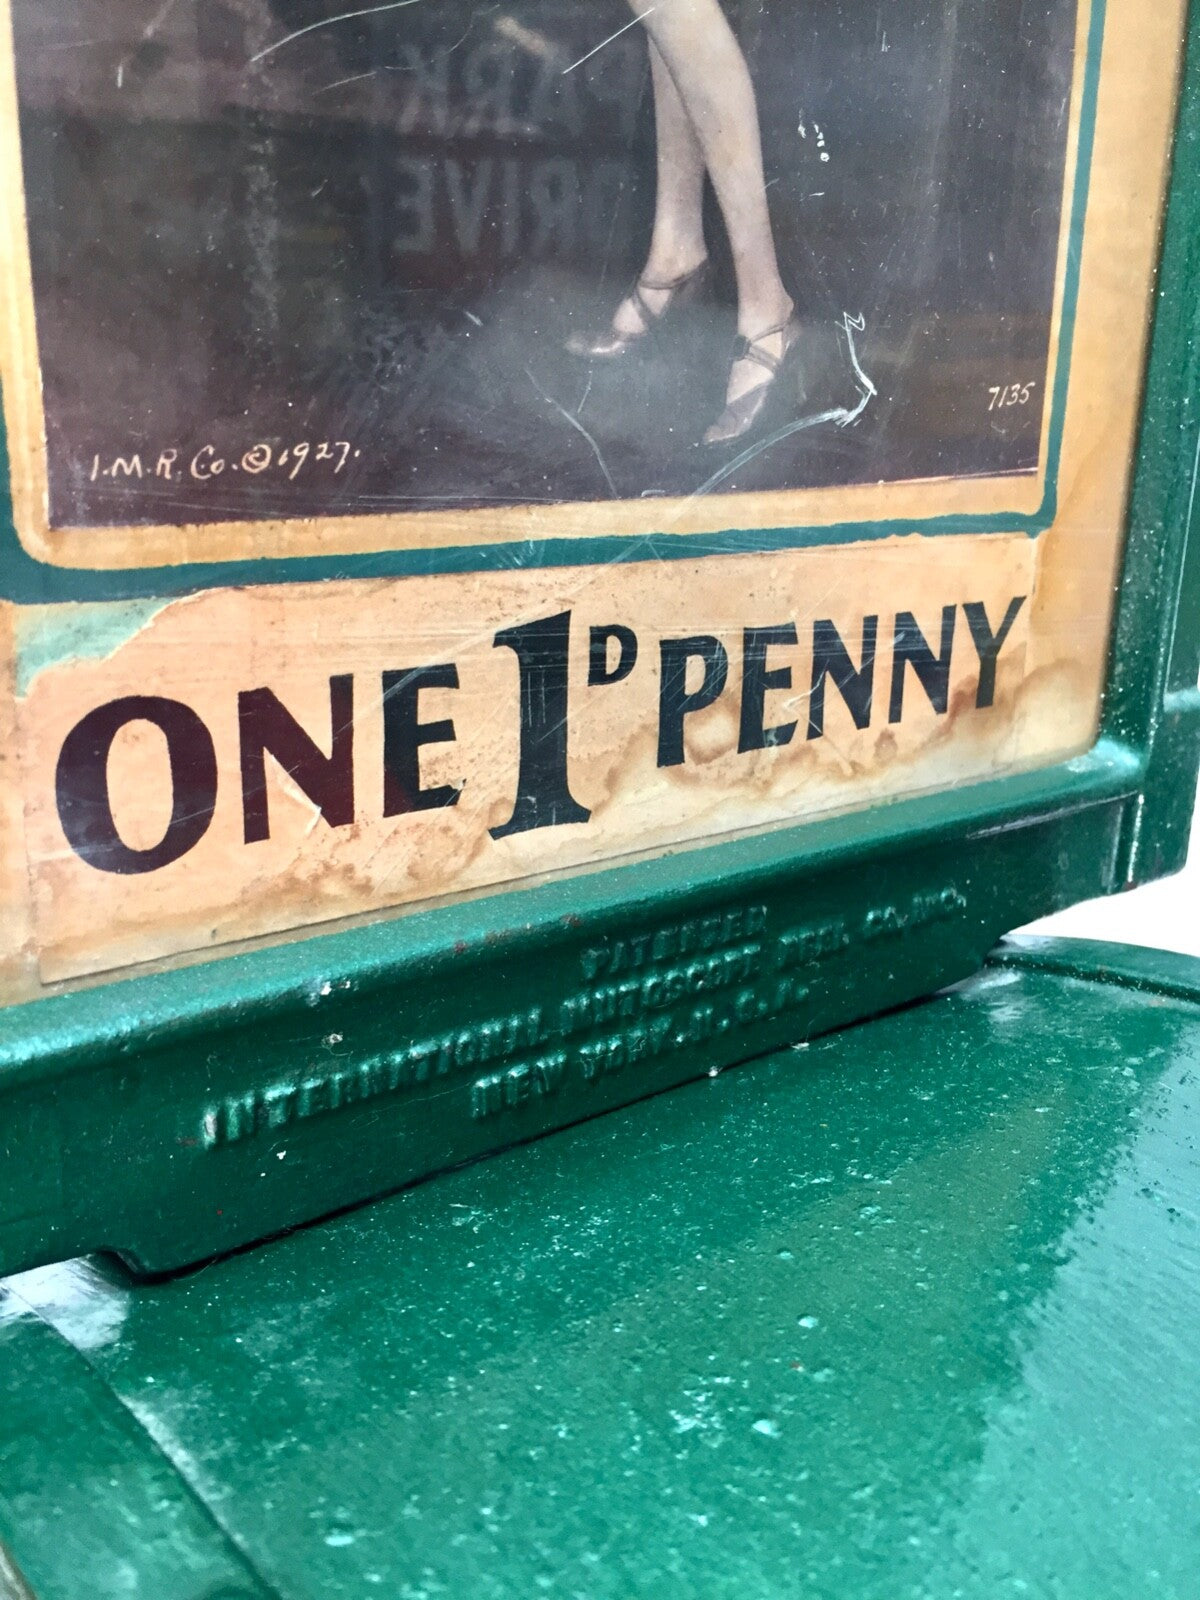 PARK
DRIVE
7135
I.M.R. Co. © 1927.
ONE 1D PENNY
PATENTED
INTERNATIONAL MUTOSCOPE REEL CO. INC.
NEW YORK. U. S. A.